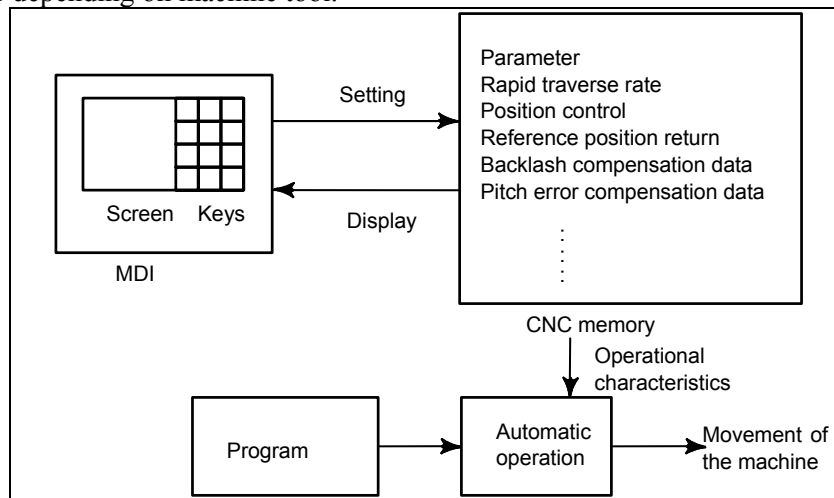 depending on machine tool.
Parameter
Rapid traverse rate
Position control
Reference position return
Backlash compensation data
Pitch error compensation data
Setting
Display
Screen Keys
MDI
CNC memory
Operational
characteristics
Program
Automatic
operation
Movement of
the machine